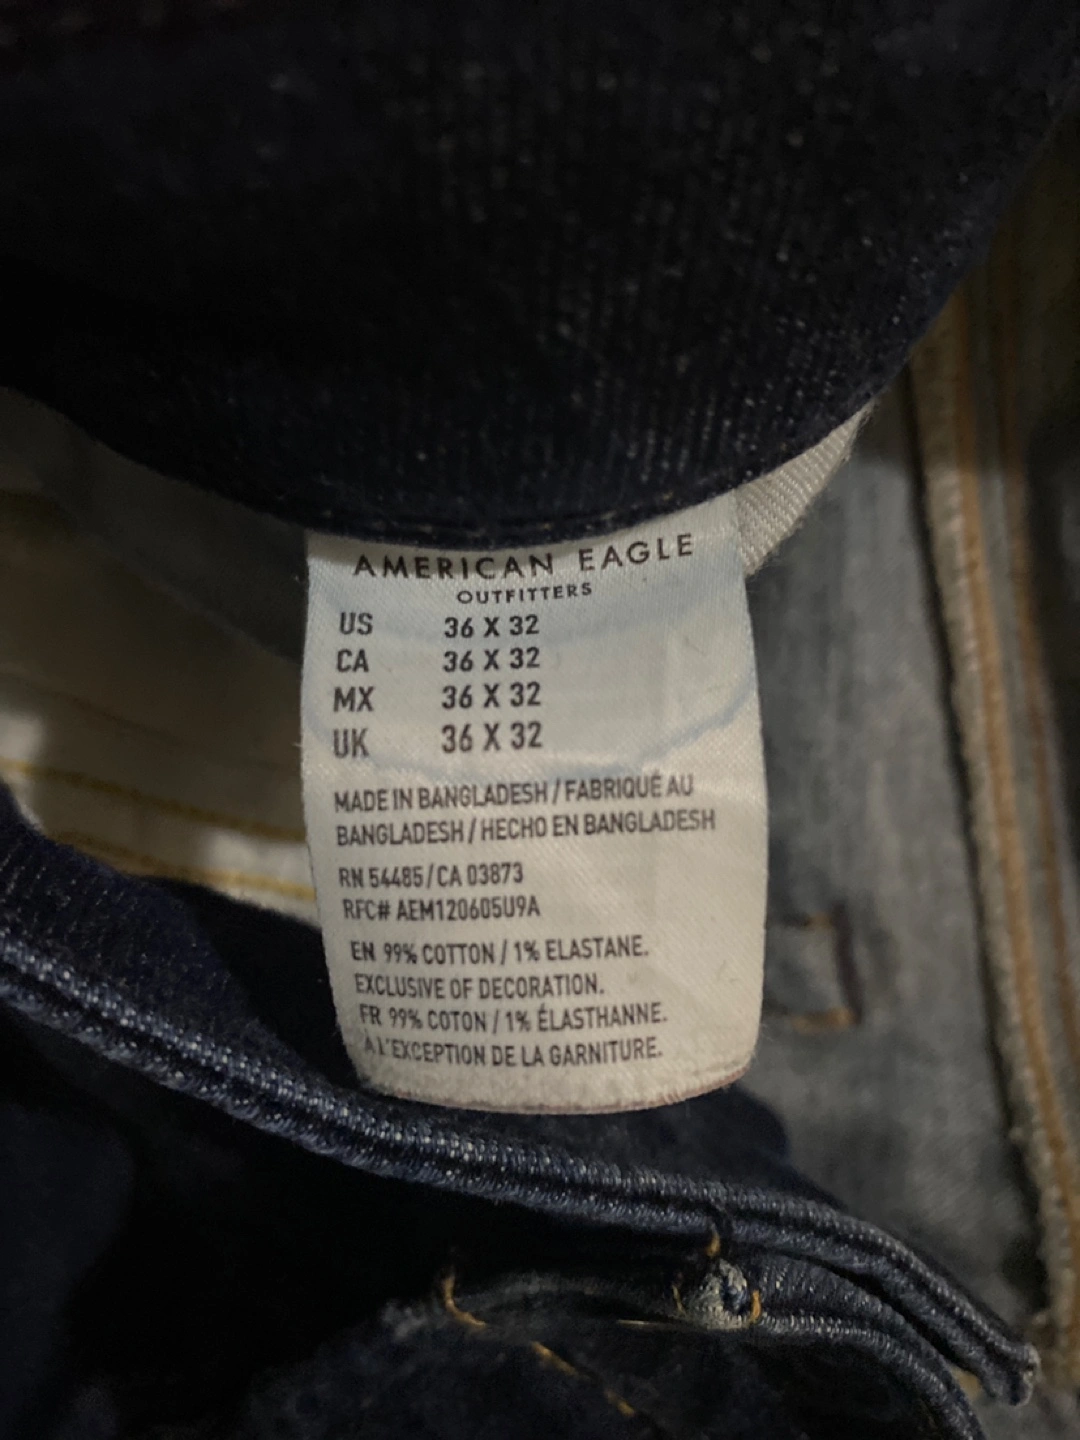 AMERICAN EAGLE
OUTFITTERS
US 36 X 32
CA 36 X 32
MX 36 X 32
UK 36 X 32
MADE IN BANGLADESH / FABRIQUÉ AU
BANGLADESH / HECHO EN BANGLADESH
RN 54485 / CA 03873
RFC# AEM120605U9A
EN 99% COTTON / 1% ELASTANE.
EXCLUSIVE OF DECORATION.
FR 99% COTON / 1% ÉLASTHANNE.
A L'EXCEPTION DE LA GARNITURE.